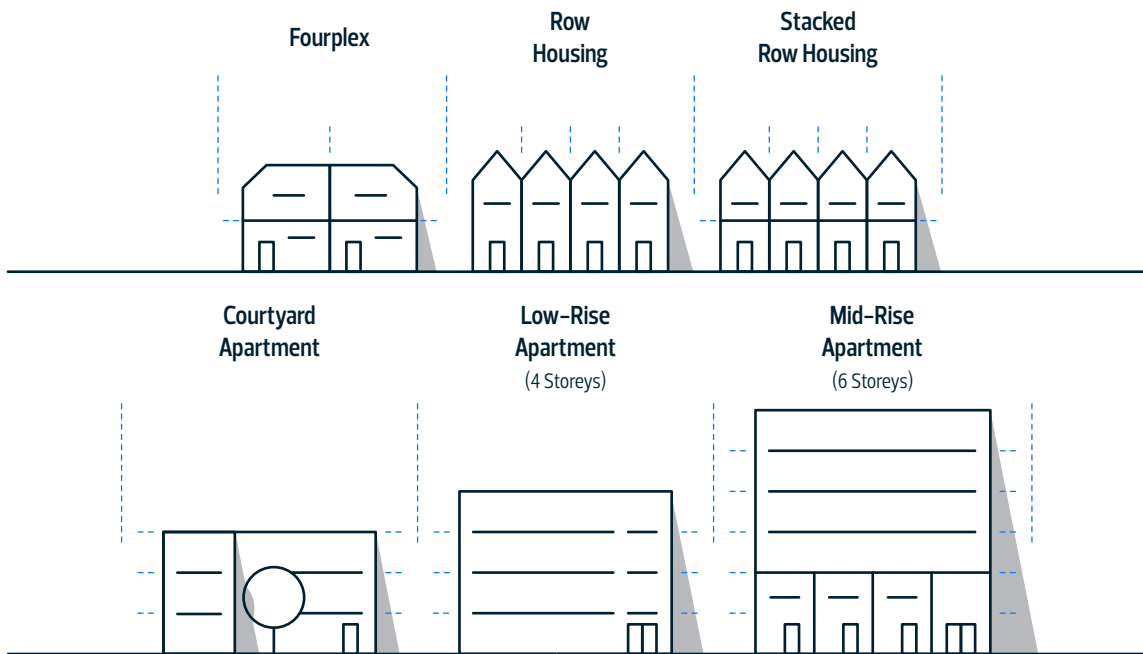 Fourplex
Row
Housing
Stacked
Row Housing
Courtyard
Apartment
Low-Rise
Apartment
(4 Storeys)
Mid-Rise
Apartment
(6 Storeys)